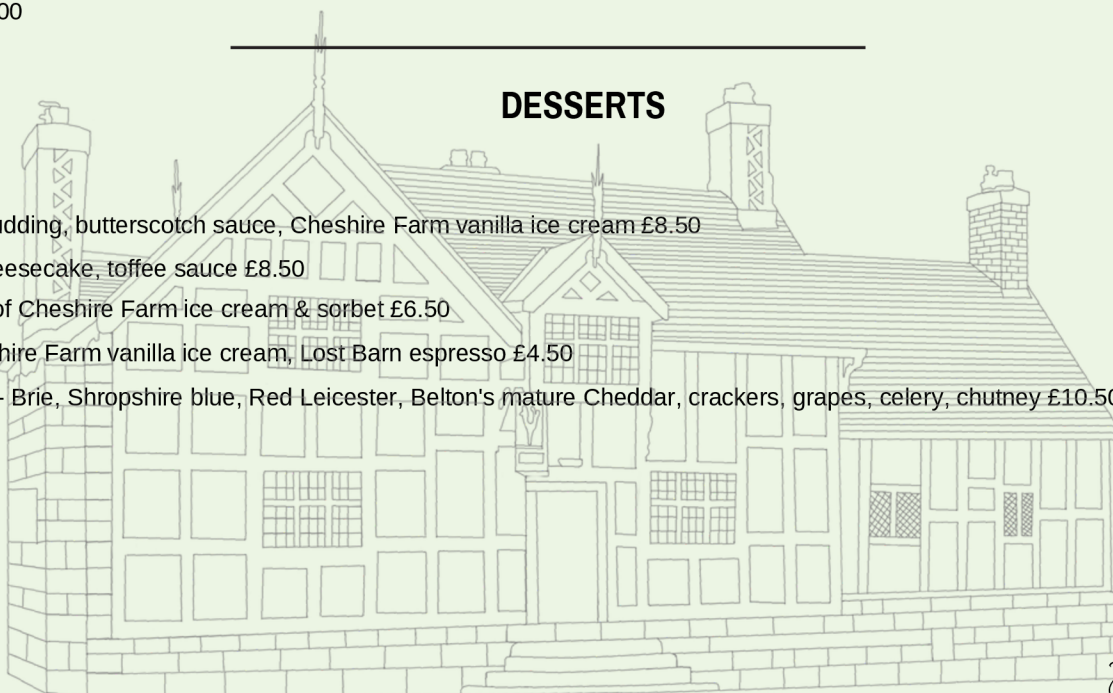 00
DESSERTS
udding, butterscotch sauce, Cheshire Farm vanilla ice cream £8.50
eesecake, toffee sauce £8.50
of Cheshire Farm ice cream & sorbet £6.50
hire Farm vanilla ice cream, Lost Barn espresso £4.50
- Brie, Shropshire blue, Red Leicester, Belton's mature Cheddar, crackers, grapes, celery, chutney £10.50